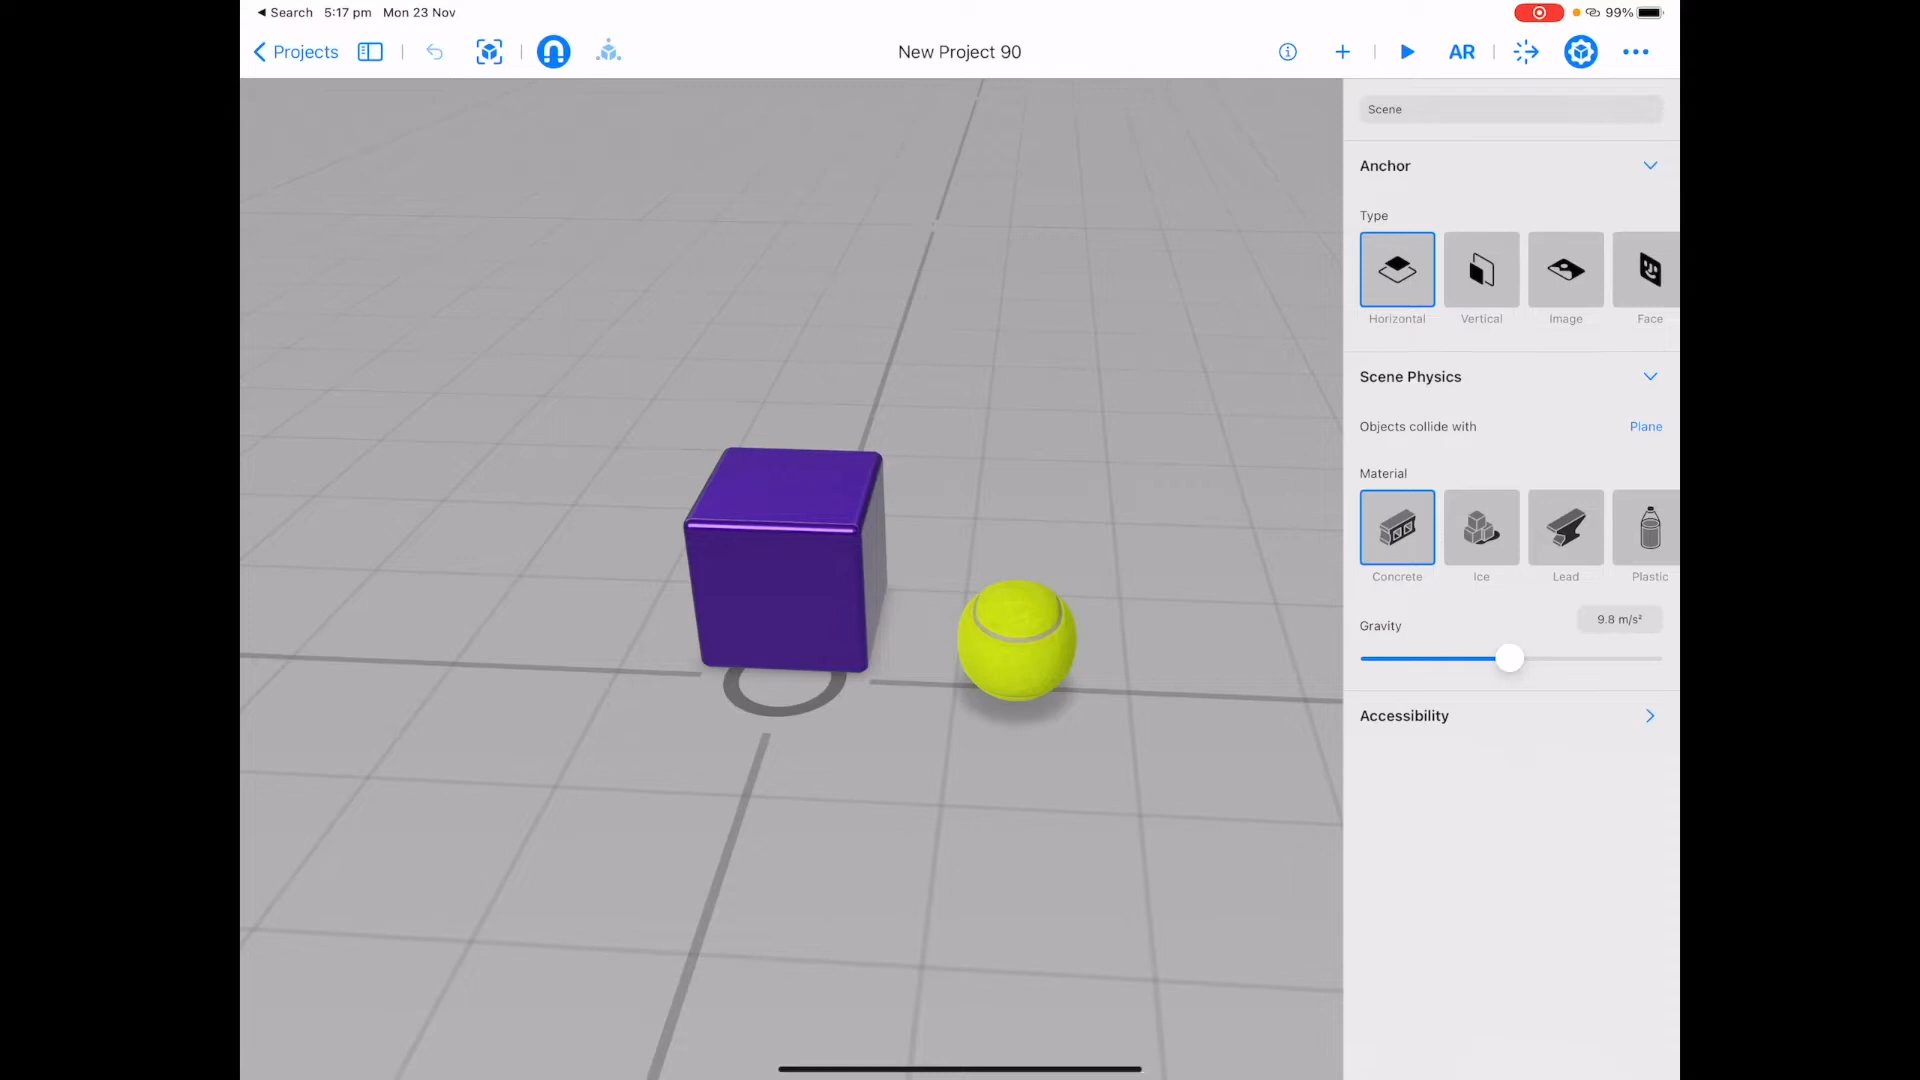 Search 5:17 pm Mon 23 Nov 99%
Projects New Project 90 AR
Scene
Anchor
Type
Horizontal Vertical Image Face
Scene Physics
Objects collide with Plane
Material
Concrete Ice Lead Plastic
Gravity 9.8 m/s²
Accessibility